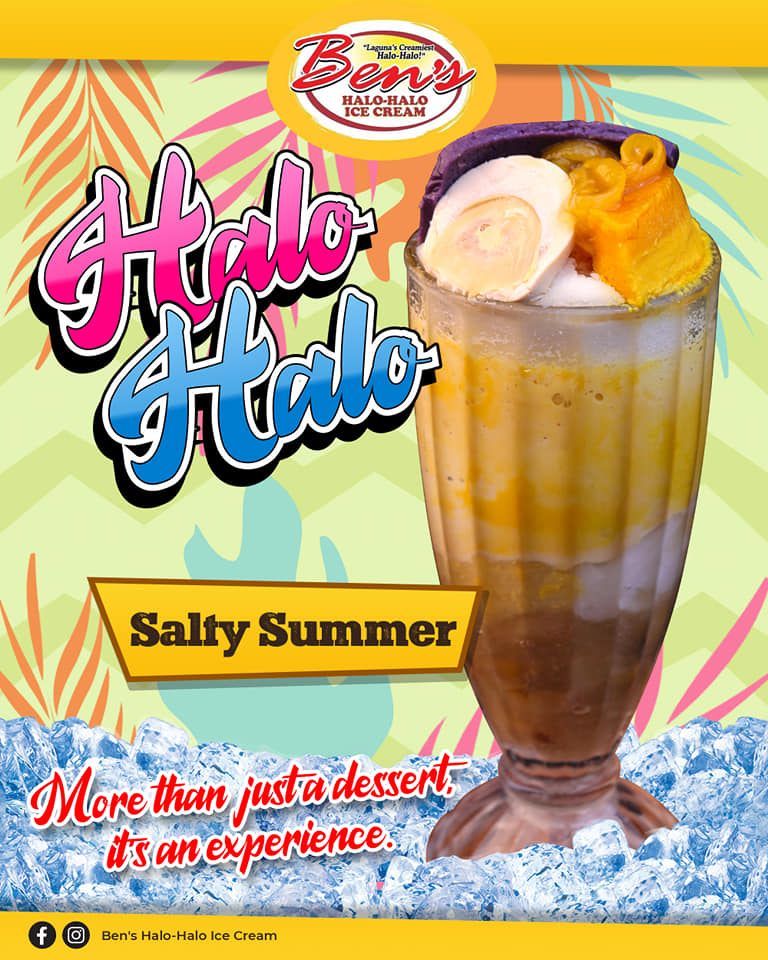 "Laguna's Creamiest
Halo-Halo!"
Ben's
HALO-HALO
ICE CREAM
Halo
Halo
Salty Summer
More than just a dessert,
it's an experience.
Ben's Halo-Halo Ice Cream